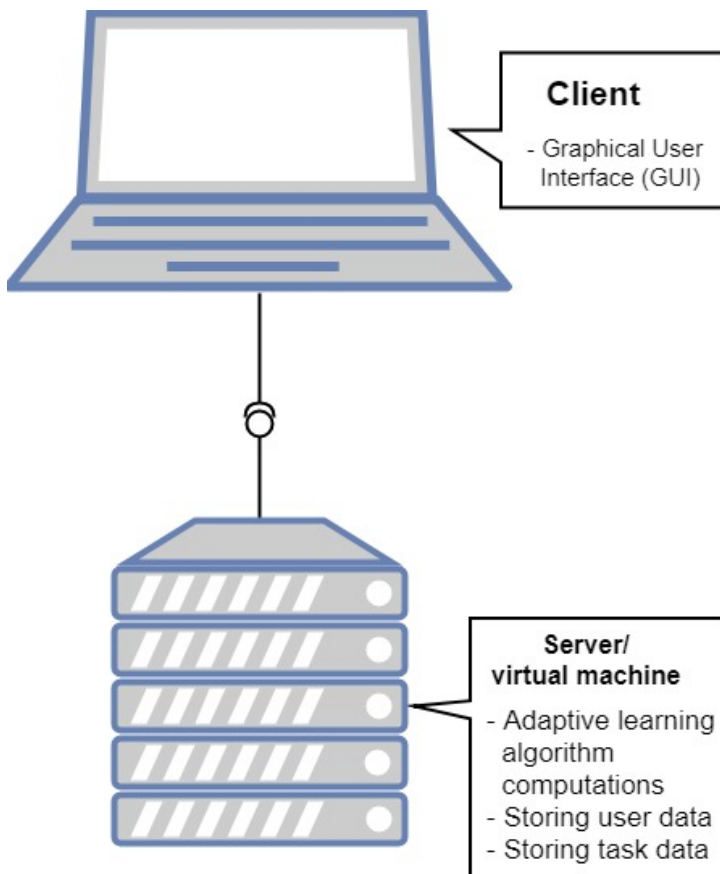 Client
- Graphical User
Interface (GUI)
Server/
virtual machine
- Adaptive learning
algorithm
computations
- Storing user data
- Storing task data